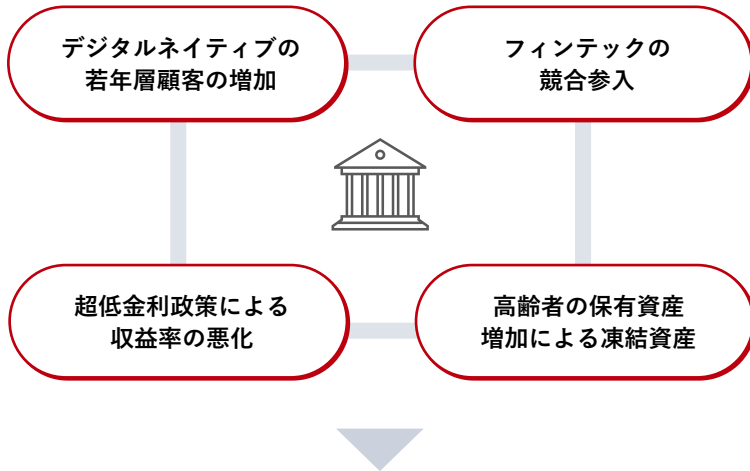 デジタルネイティブの
若年層顧客の増加
フィンテックの
競合参入
超低金利政策による
収益率の悪化
高齢者の保有資産
増加による凍結資産